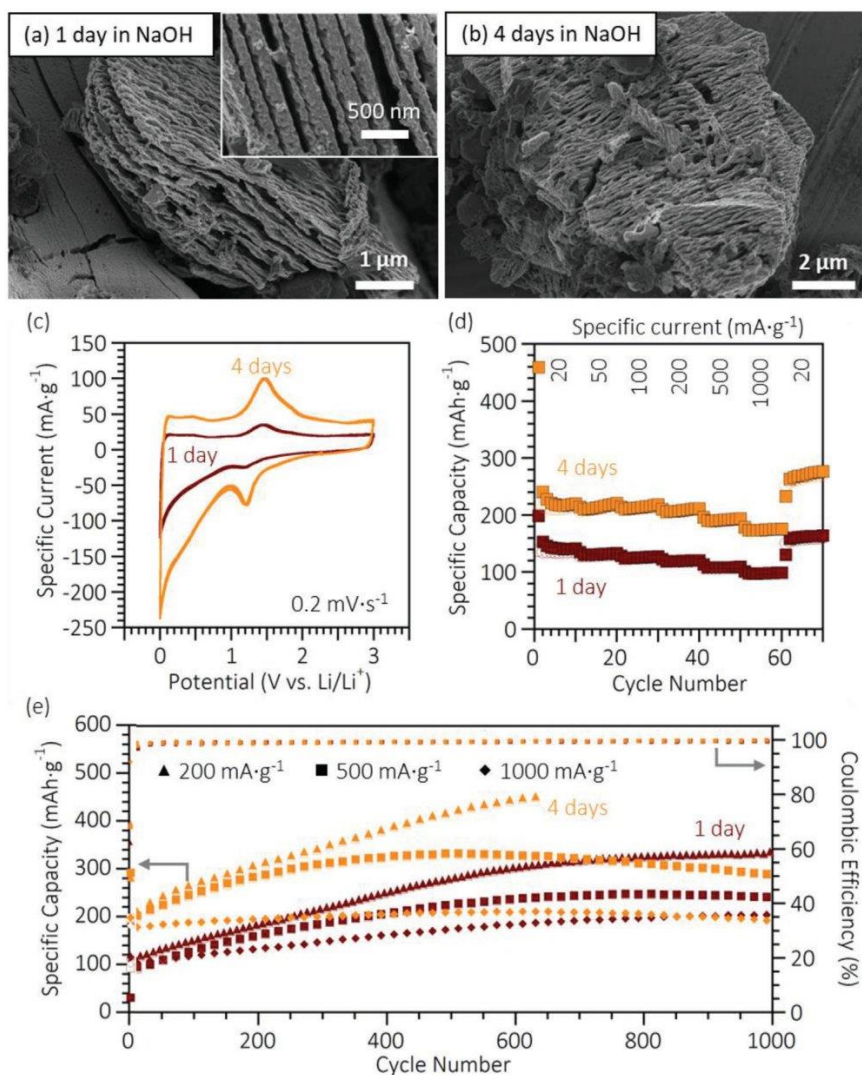 (a) 1 day in NaOH
500 nm
1 µm
(b) 4 days in NaOH
2 µm
(c)
Specific Current (mA·g⁻¹)
150
100
50
0
-50
-100
-150
-200
-250
4 days
1 day
0.2 mV·s⁻¹
0 1 2 3
Potential (V vs. Li/Li⁺)
(d)
Specific current (mA·g⁻¹)
20 50 100 200 500 1000 20
Specific Capacity (mAh·g⁻¹)
500
400
300
200
100
0
4 days
1 day
0 20 40 60
Cycle Number
(e)
Specific Capacity (mAh·g⁻¹)
600
500
400
300
200
100
0
200 mA·g⁻¹ 500 mA·g⁻¹ 1000 mA·g⁻¹
4 days
1 day
100
80
60
40
20
0
Coulombic Efficiency (%)
0 200 400 600 800 1000
Cycle Number